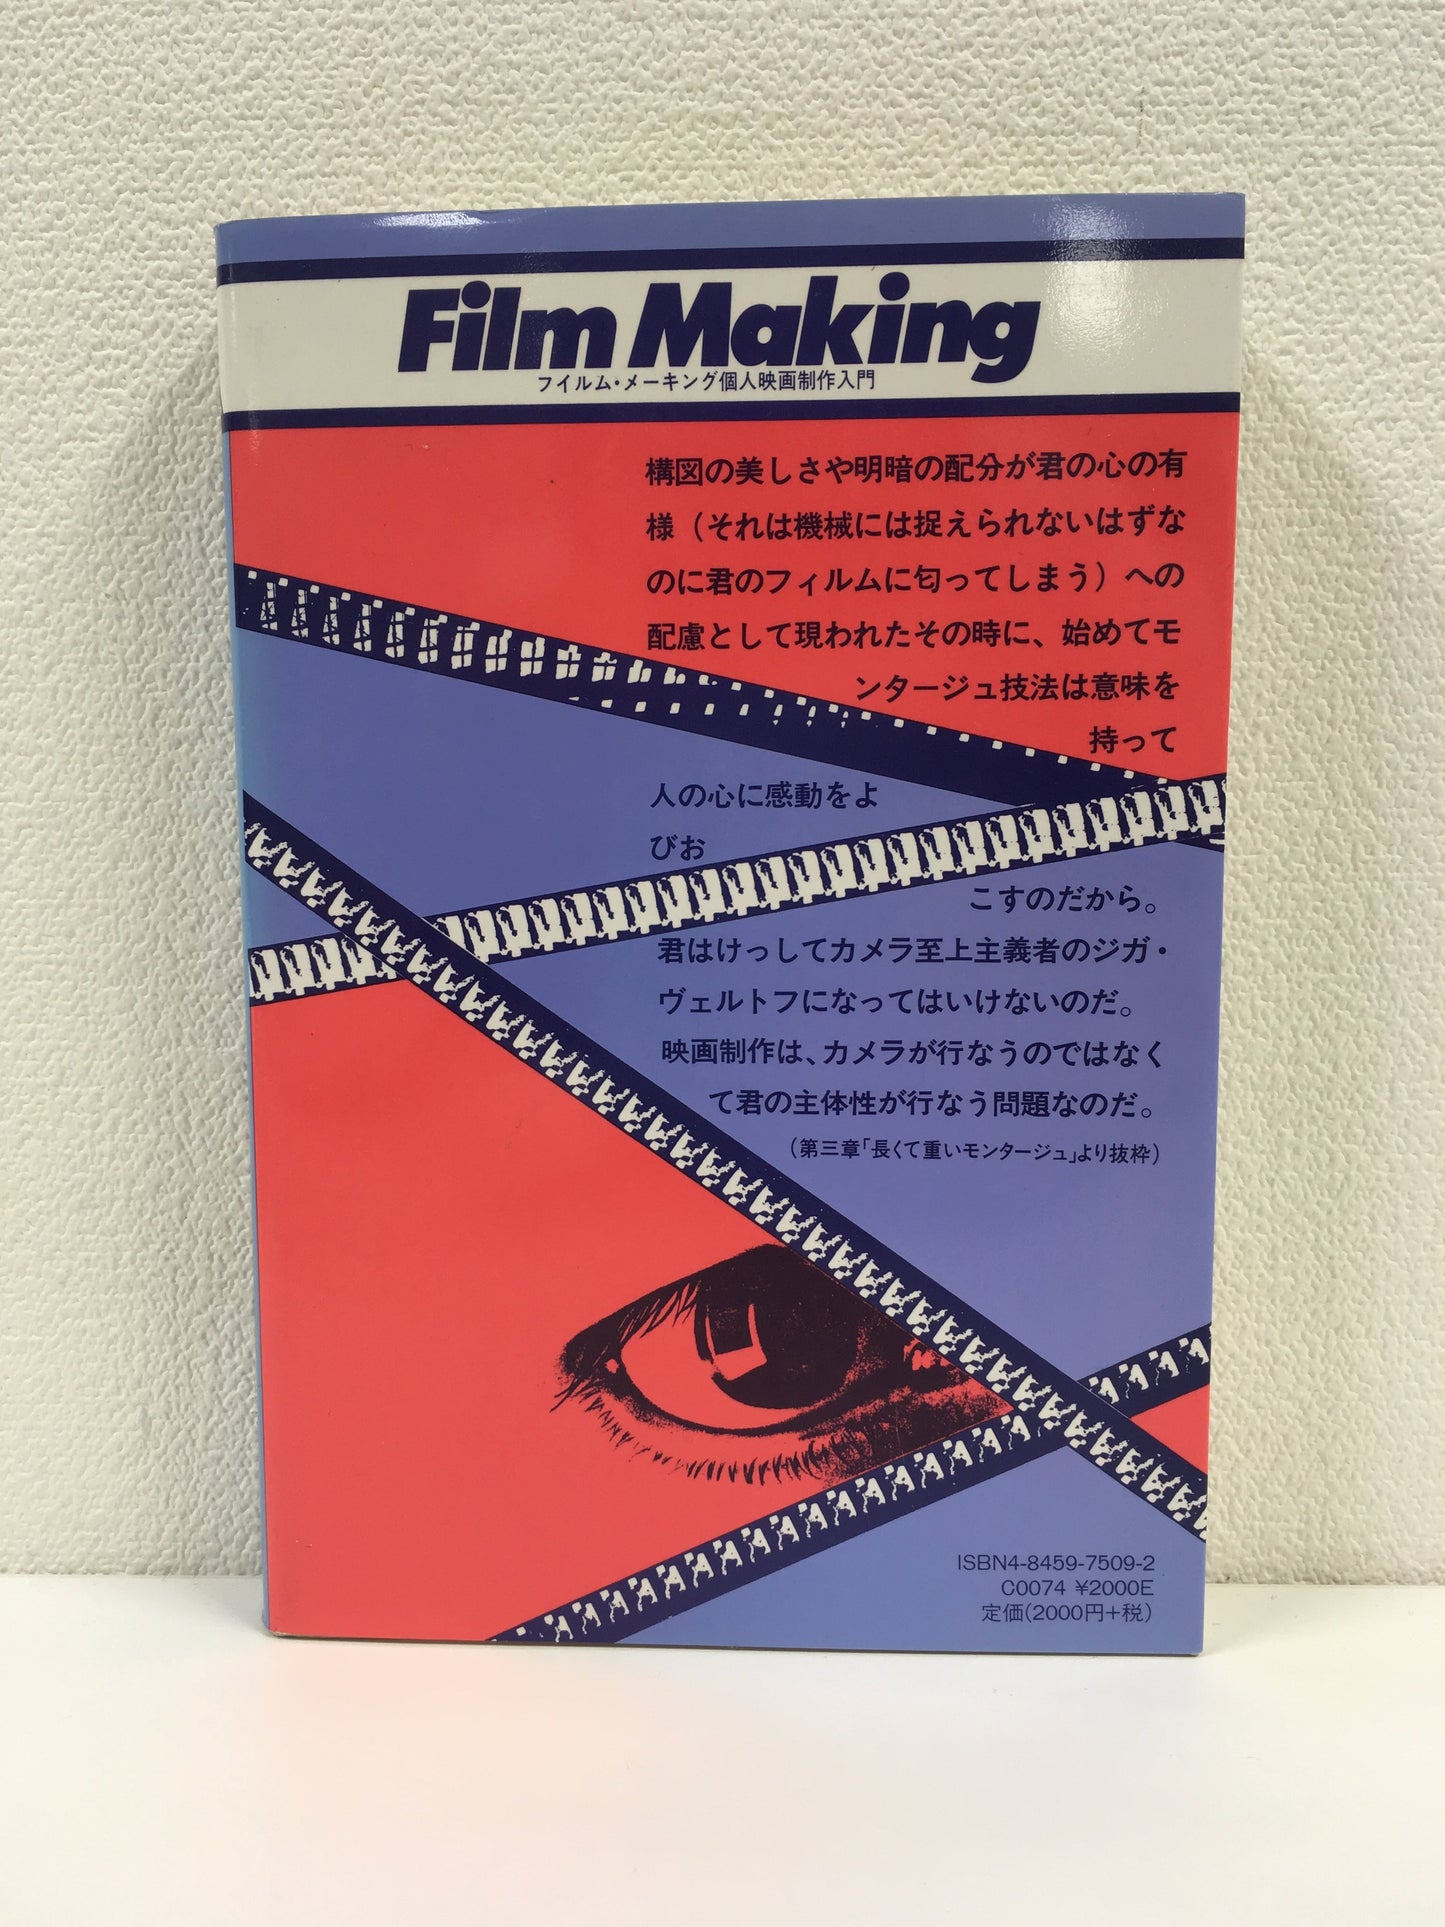 Film Making
フイルム・メーキング個人映画制作入門
構図の美しさや明暗の配分が君の心の有
様（それは機械には捉えられないはずな
のに君のフィルムに匂ってしまう）への
配慮として現われたその時に、始めてモ
ンタージュ技法は意味を
持って
人の心に感動をよ
びお
こすのだから。
君はけっしてカメラ至上主義者のジガ・
ヴェルトフになってはいけないのだ。
映画制作は、カメラが行なうのではなく
て君の主体性が行なう問題なのだ。
（第三章「長くて重いモンタージュ」より抜枠）
ISBN4-8459-7509-2
C0074 ¥2000E
定価(2000円+税)